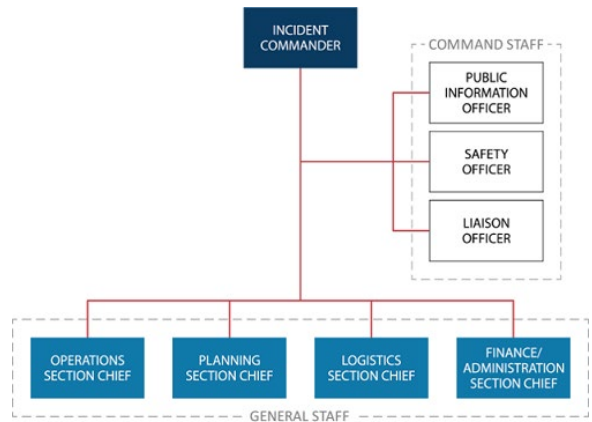 INCIDENT
COMMANDER
COMMAND STAFF
PUBLIC
INFORMATION
OFFICER
SAFETY
OFFICER
LIAISON
OFFICER
OPERATIONS
SECTION CHIEF
PLANNING
SECTION CHIEF
LOGISTICS
SECTION CHIEF
FINANCE/
ADMINISTRATION
SECTION CHIEF
GENERAL STAFF